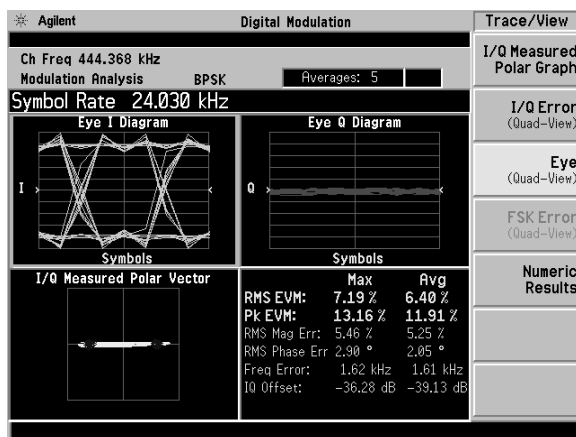 Agilent Digital Modulation Trace/View
Ch Freq 444.368 kHz
Modulation Analysis BPSK Averages: 5
Symbol Rate 24.030 kHz
Eye I Diagram
I
Symbols
Eye Q Diagram
Q
Symbols
I/Q Measured Polar Vector
Max Avg
RMS EVM: 7.19 % 6.40 %
Pk EVM: 13.16 % 11.91 %
RMS Mag Err: 5.46 % 5.25 %
RMS Phase Err 2.90 ° 2.05 °
Freq Error: 1.62 kHz 1.61 kHz
IQ Offset: -36.28 dB -39.13 dB
I/Q Measured
Polar Graph
I/Q Error
(Quad-View)
Eye
(Quad-View)
FSK Error
(Quad-View)
Numeric
Results